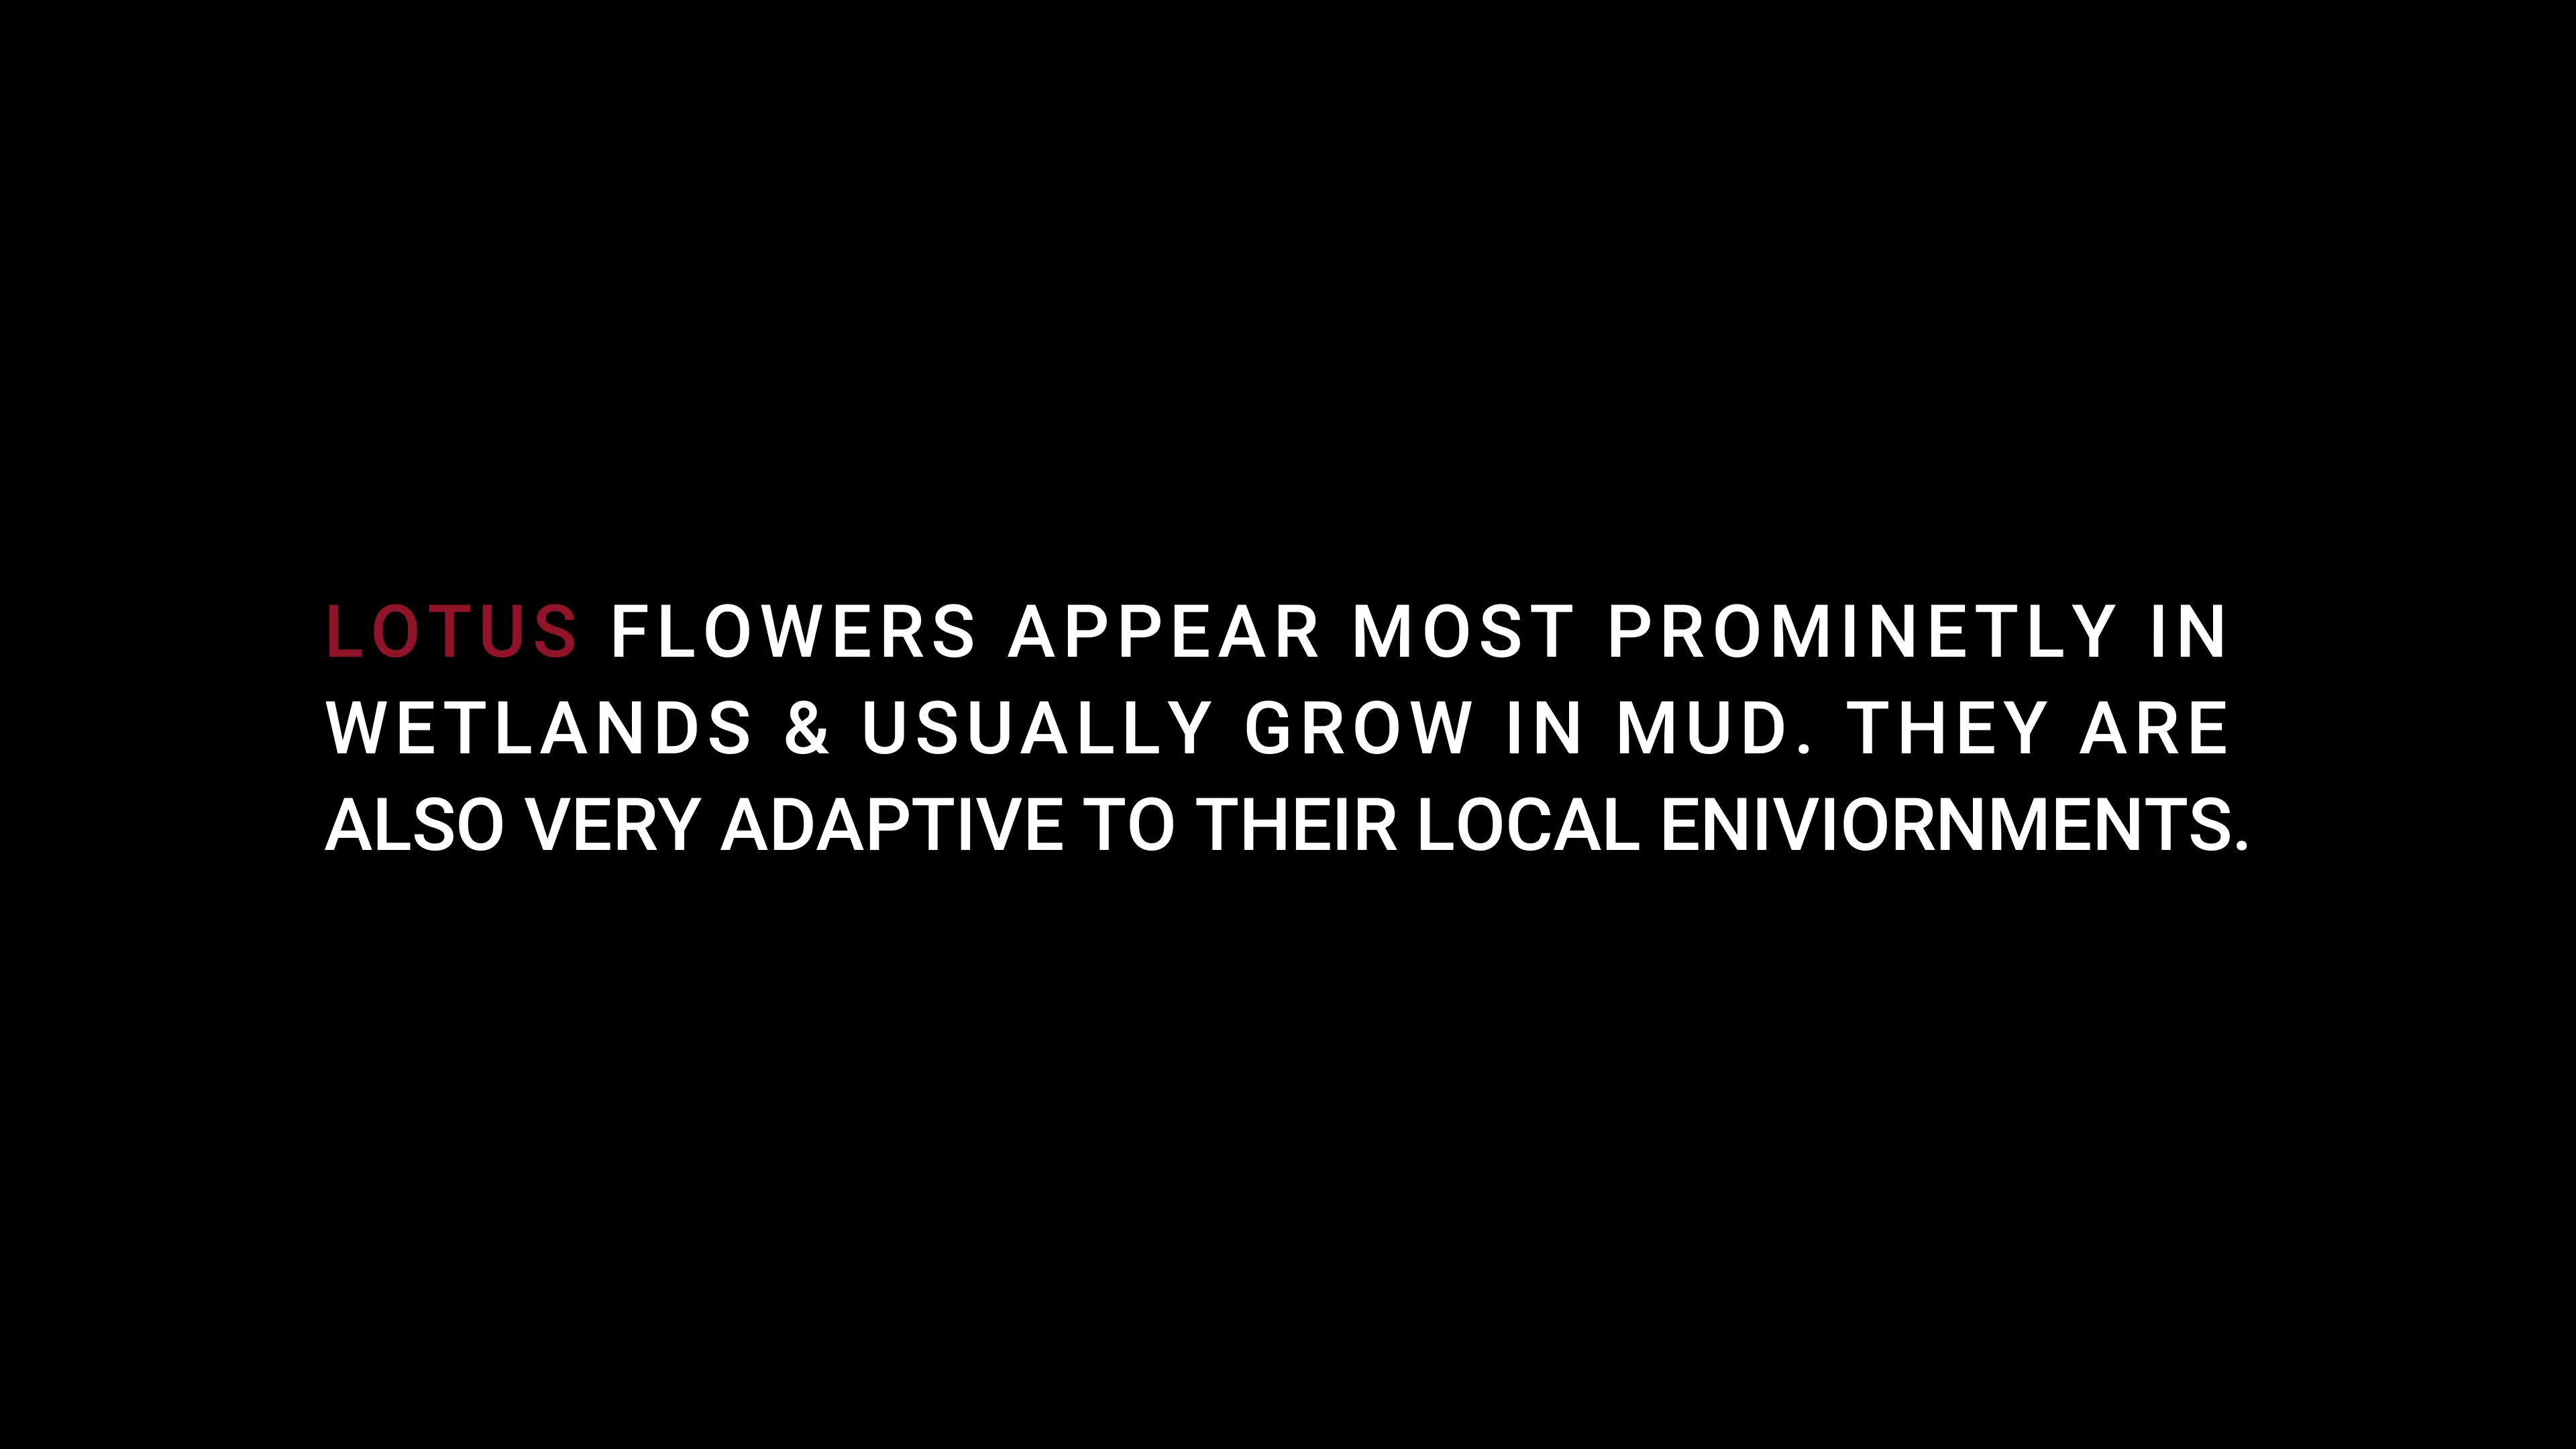 LOTUS FLOWERS APPEAR MOST PROMINETLY IN
WETLANDS & USUALLY GROW IN MUD. THEY ARE
ALSO VERY ADAPTIVE TO THEIR LOCAL ENIVIORNMENTS.